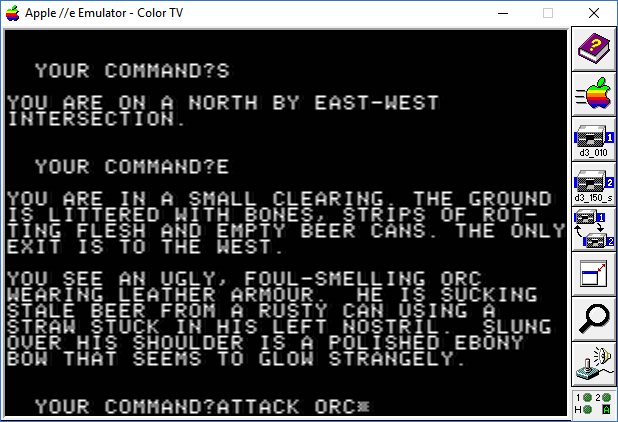 Apple //e Emulator - Color TV
YOUR COMMAND?S
YOU ARE ON A NORTH BY EAST-WEST
INTERSECTION.
YOUR COMMAND?E
YOU ARE IN A SMALL CLEARING. THE GROUND
IS LITTERED WITH BONES, STRIPS OF ROT-
TING FLESH AND EMPTY BEER CANS. THE ONLY
EXIT IS TO THE WEST.
YOU SEE AN UGLY, FOUL-SMELLING ORC
WEARING LEATHER ARMOUR.  HE IS SUCKING
STALE BEER FROM A RUSTY CAN USING A
STRAW STUCK IN HIS LEFT NOSTRIL.  SLUNG
OVER HIS SHOULDER IS A POLISHED EBONY
BOW THAT SEEMS TO GLOW STRANGELY.
YOUR COMMAND?ATTACK ORC
?
1
d3_010
2
d3_150_s
1
2
1 2
H A